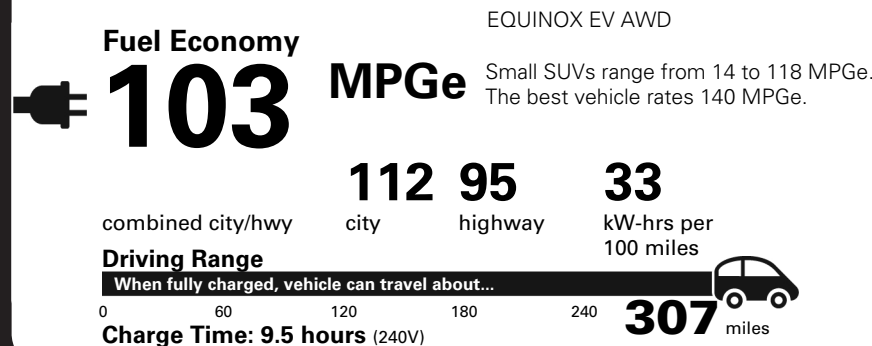 EQUINOX EV AWD
Fuel Economy
103 MPGe
Small SUVs range from 14 to 118 MPGe.
The best vehicle rates 140 MPGe.
112 95 33
combined city/hwy city highway kW-hrs per
100 miles
Driving Range
When fully charged, vehicle can travel about...
0 60 120 180 240 307 miles
Charge Time: 9.5 hours (240V)